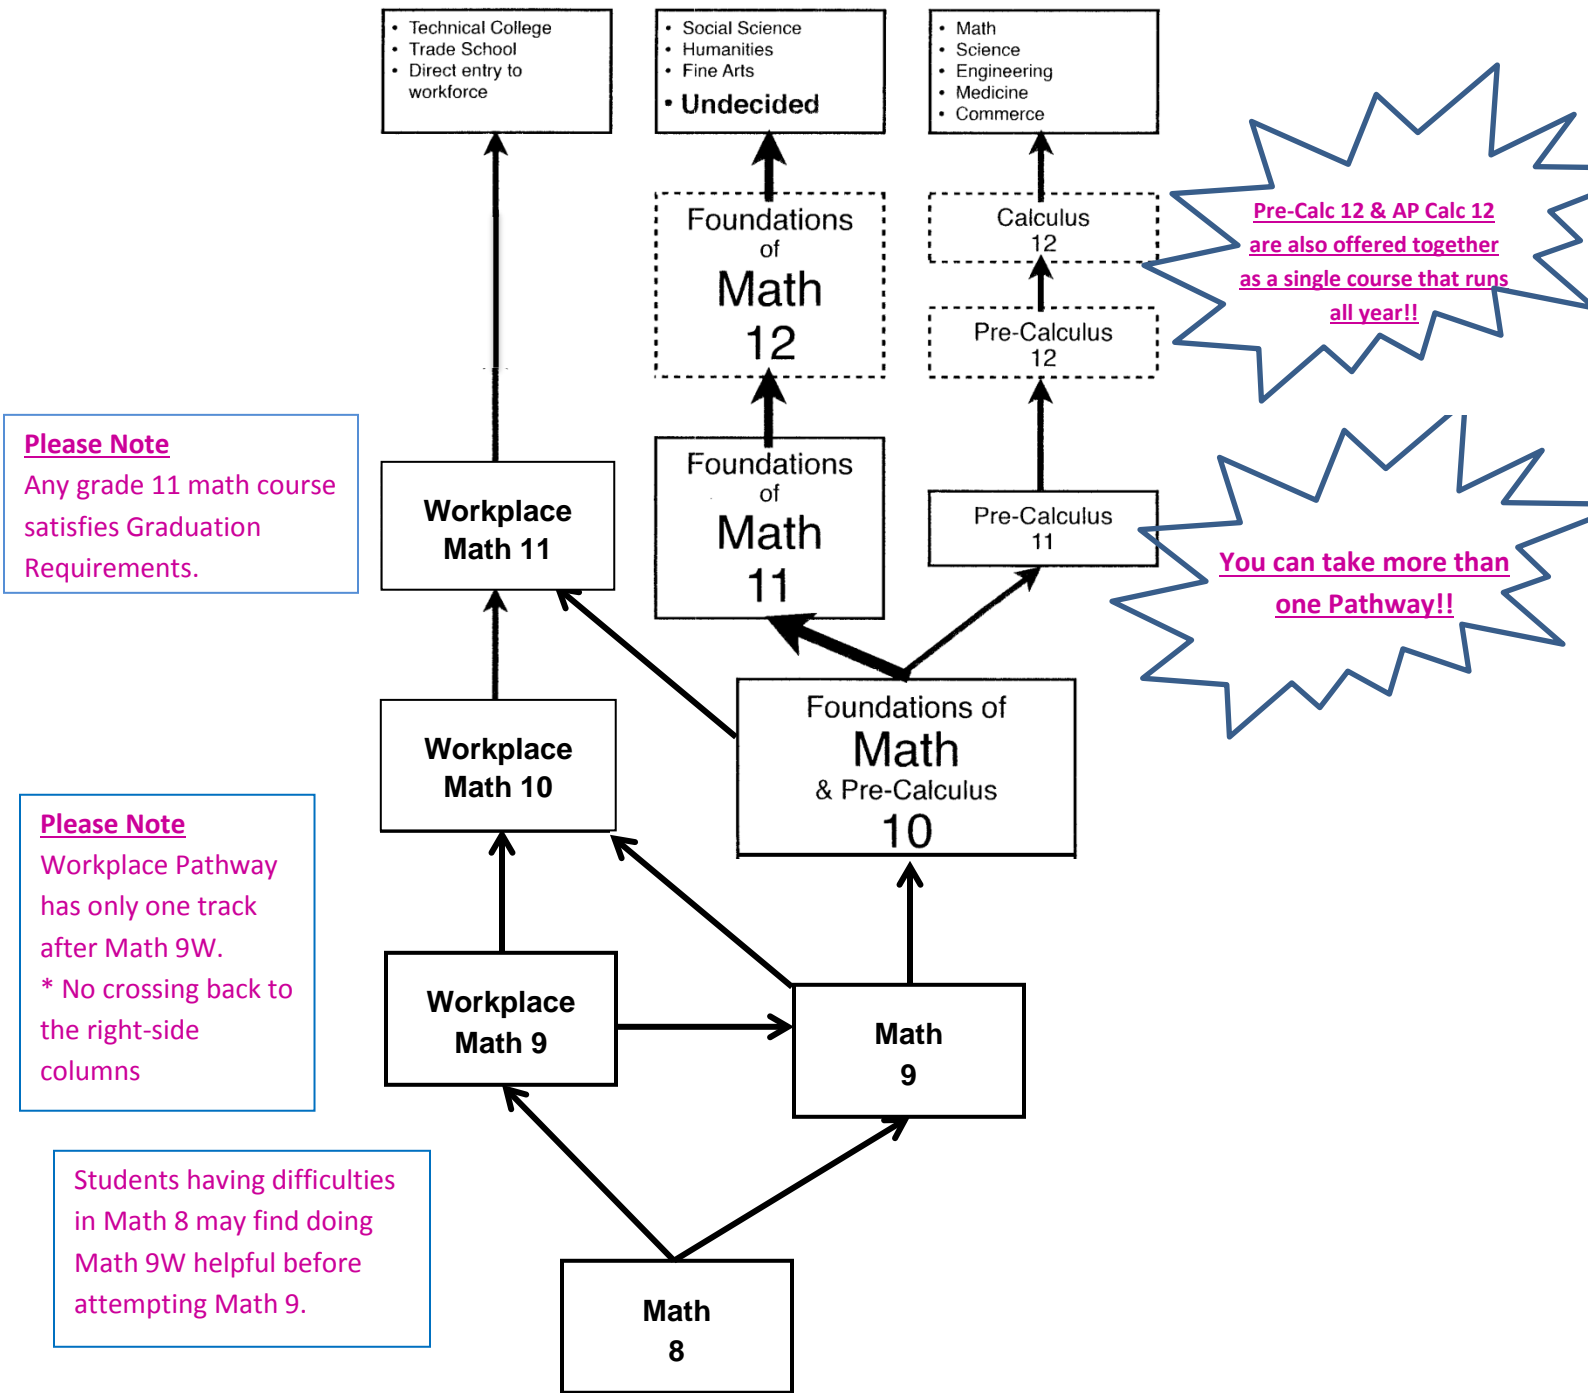 • Technical College
• Trade School
• Direct entry to
workforce
• Social Science
• Humanities
• Fine Arts
• Undecided
• Math
• Science
• Engineering
• Medicine
• Commerce
Foundations
of
Math
12
Calculus
12
Pre-Calculus
12
Pre-Calc 12 & AP Calc 12
are also offered together
as a single course that runs
all year!!
Please Note
Any grade 11 math course
satisfies Graduation
Requirements.
Workplace
Math 11
Foundations
of
Math
11
Pre-Calculus
11
You can take more than
one Pathway!!
Workplace
Math 10
Foundations of
Math
& Pre-Calculus
10
Please Note
Workplace Pathway
has only one track
after Math 9W.
* No crossing back to
the right-side
columns
Workplace
Math 9
Math
9
Students having difficulties
in Math 8 may find doing
Math 9W helpful before
attempting Math 9.
Math
8